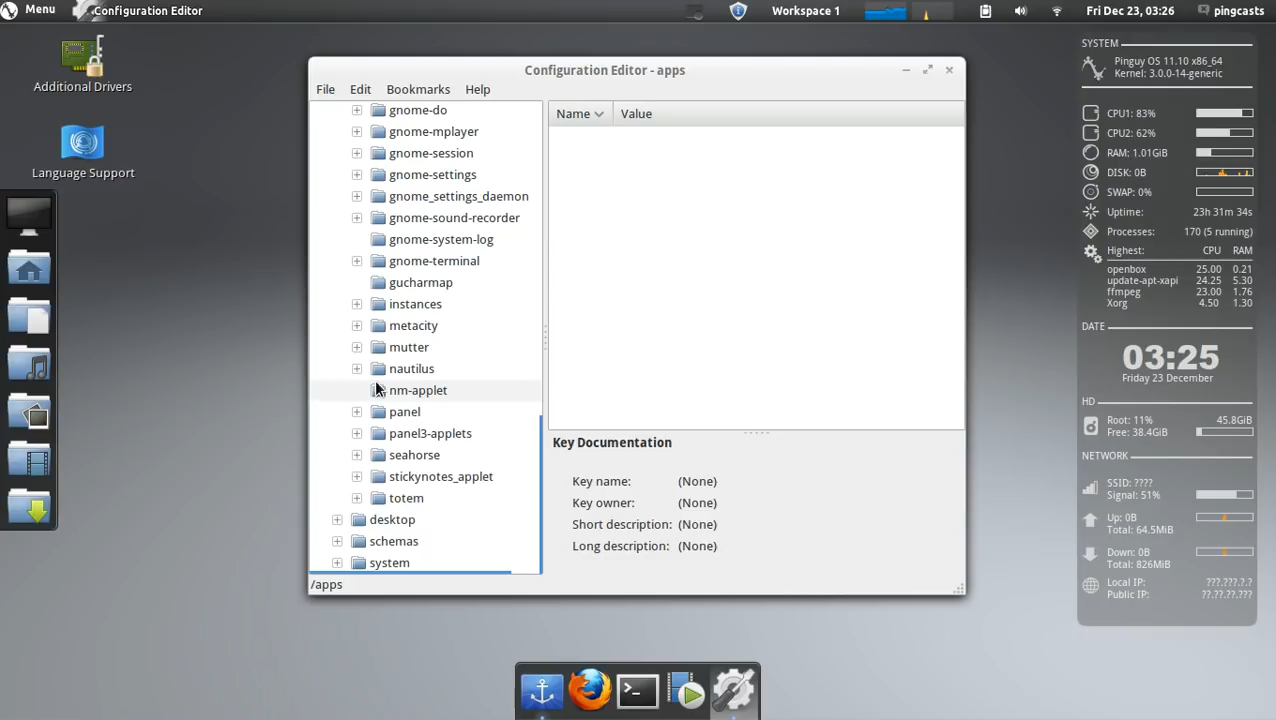 Menu
Configuration Editor
Workspace 1
Fri Dec 23, 03:26
pingcasts
Additional Drivers
Language Support
Configuration Editor - apps
File
Edit
Bookmarks
Help
gnome-do
gnome-mplayer
gnome-session
gnome-settings
gnome_settings_daemon
gnome-sound-recorder
gnome-system-log
gnome-terminal
gucharmap
instances
metacity
mutter
nautilus
nm-applet
panel
panel3-applets
seahorse
stickynotes_applet
totem
desktop
schemas
system
/apps
Name
Value
Key Documentation
Key name: (None)
Key owner: (None)
Short description: (None)
Long description: (None)
SYSTEM
Pinguy OS 11.10 x86_64
Kernel: 3.0.0-14-generic
CPU1: 83%
CPU2: 62%
RAM: 1.01GiB
DISK: 0B
SWAP: 0%
Uptime: 23h 31m 34s
Processes: 170 (5 running)
Highest: CPU RAM
openbox 25.00 0.21
update-apt-xapi 24.25 5.30
ffmpeg 23.00 1.76
Xorg 4.50 1.30
DATE
03:25
Friday 23 December
HD
Root: 11% 45.8GiB
Free: 38.4GiB
NETWORK
SSID: ????
Signal: 51%
Up: 0B
Total: 64.5MiB
Down: 0B
Total: 826MiB
Local IP: ???.???.?.?
Public IP: ??.??.??.???